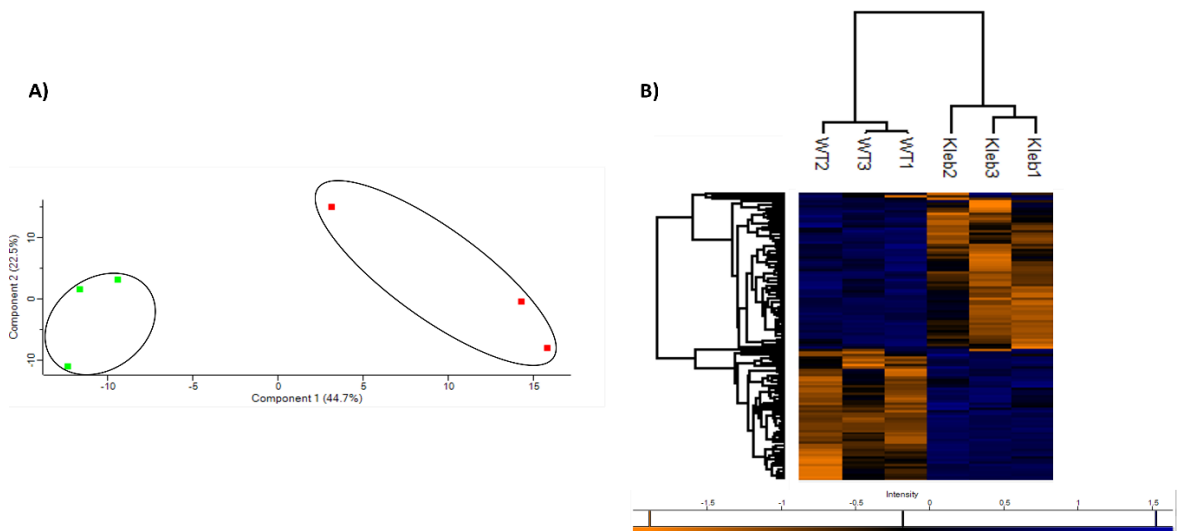 A)
Component 2 (22.5%)
10
0
-10
-10
-5
0
5
10
15
Component 1 (44.7%)
B)
WT2
WT3
WT1
Kleb2
Kleb3
Kleb1
Intensity
-1.5
-1
-0.5
0
0.5
1
1.5